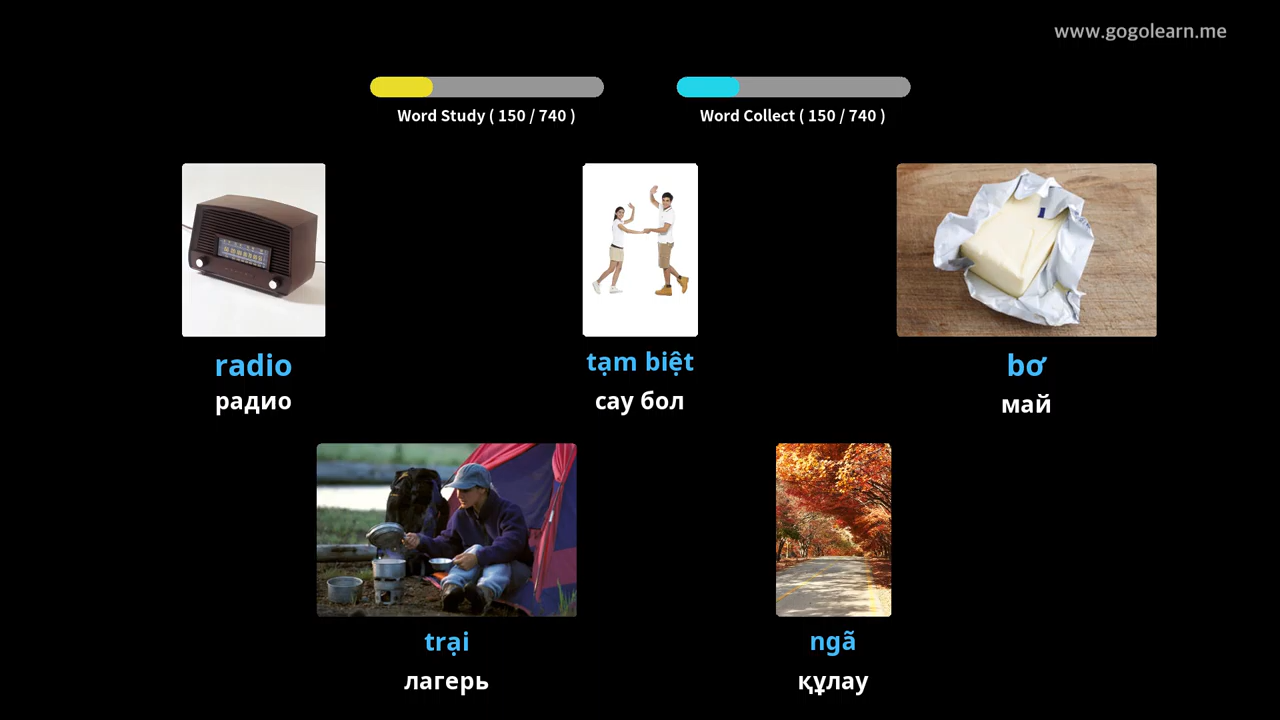 www.gogolearn.me
Word Study ( 150 / 740 )
Word Collect ( 150 / 740 )
radio
радио
tạm biệt
сау бол
bơ
май
trại
лагерь
ngã
құлау